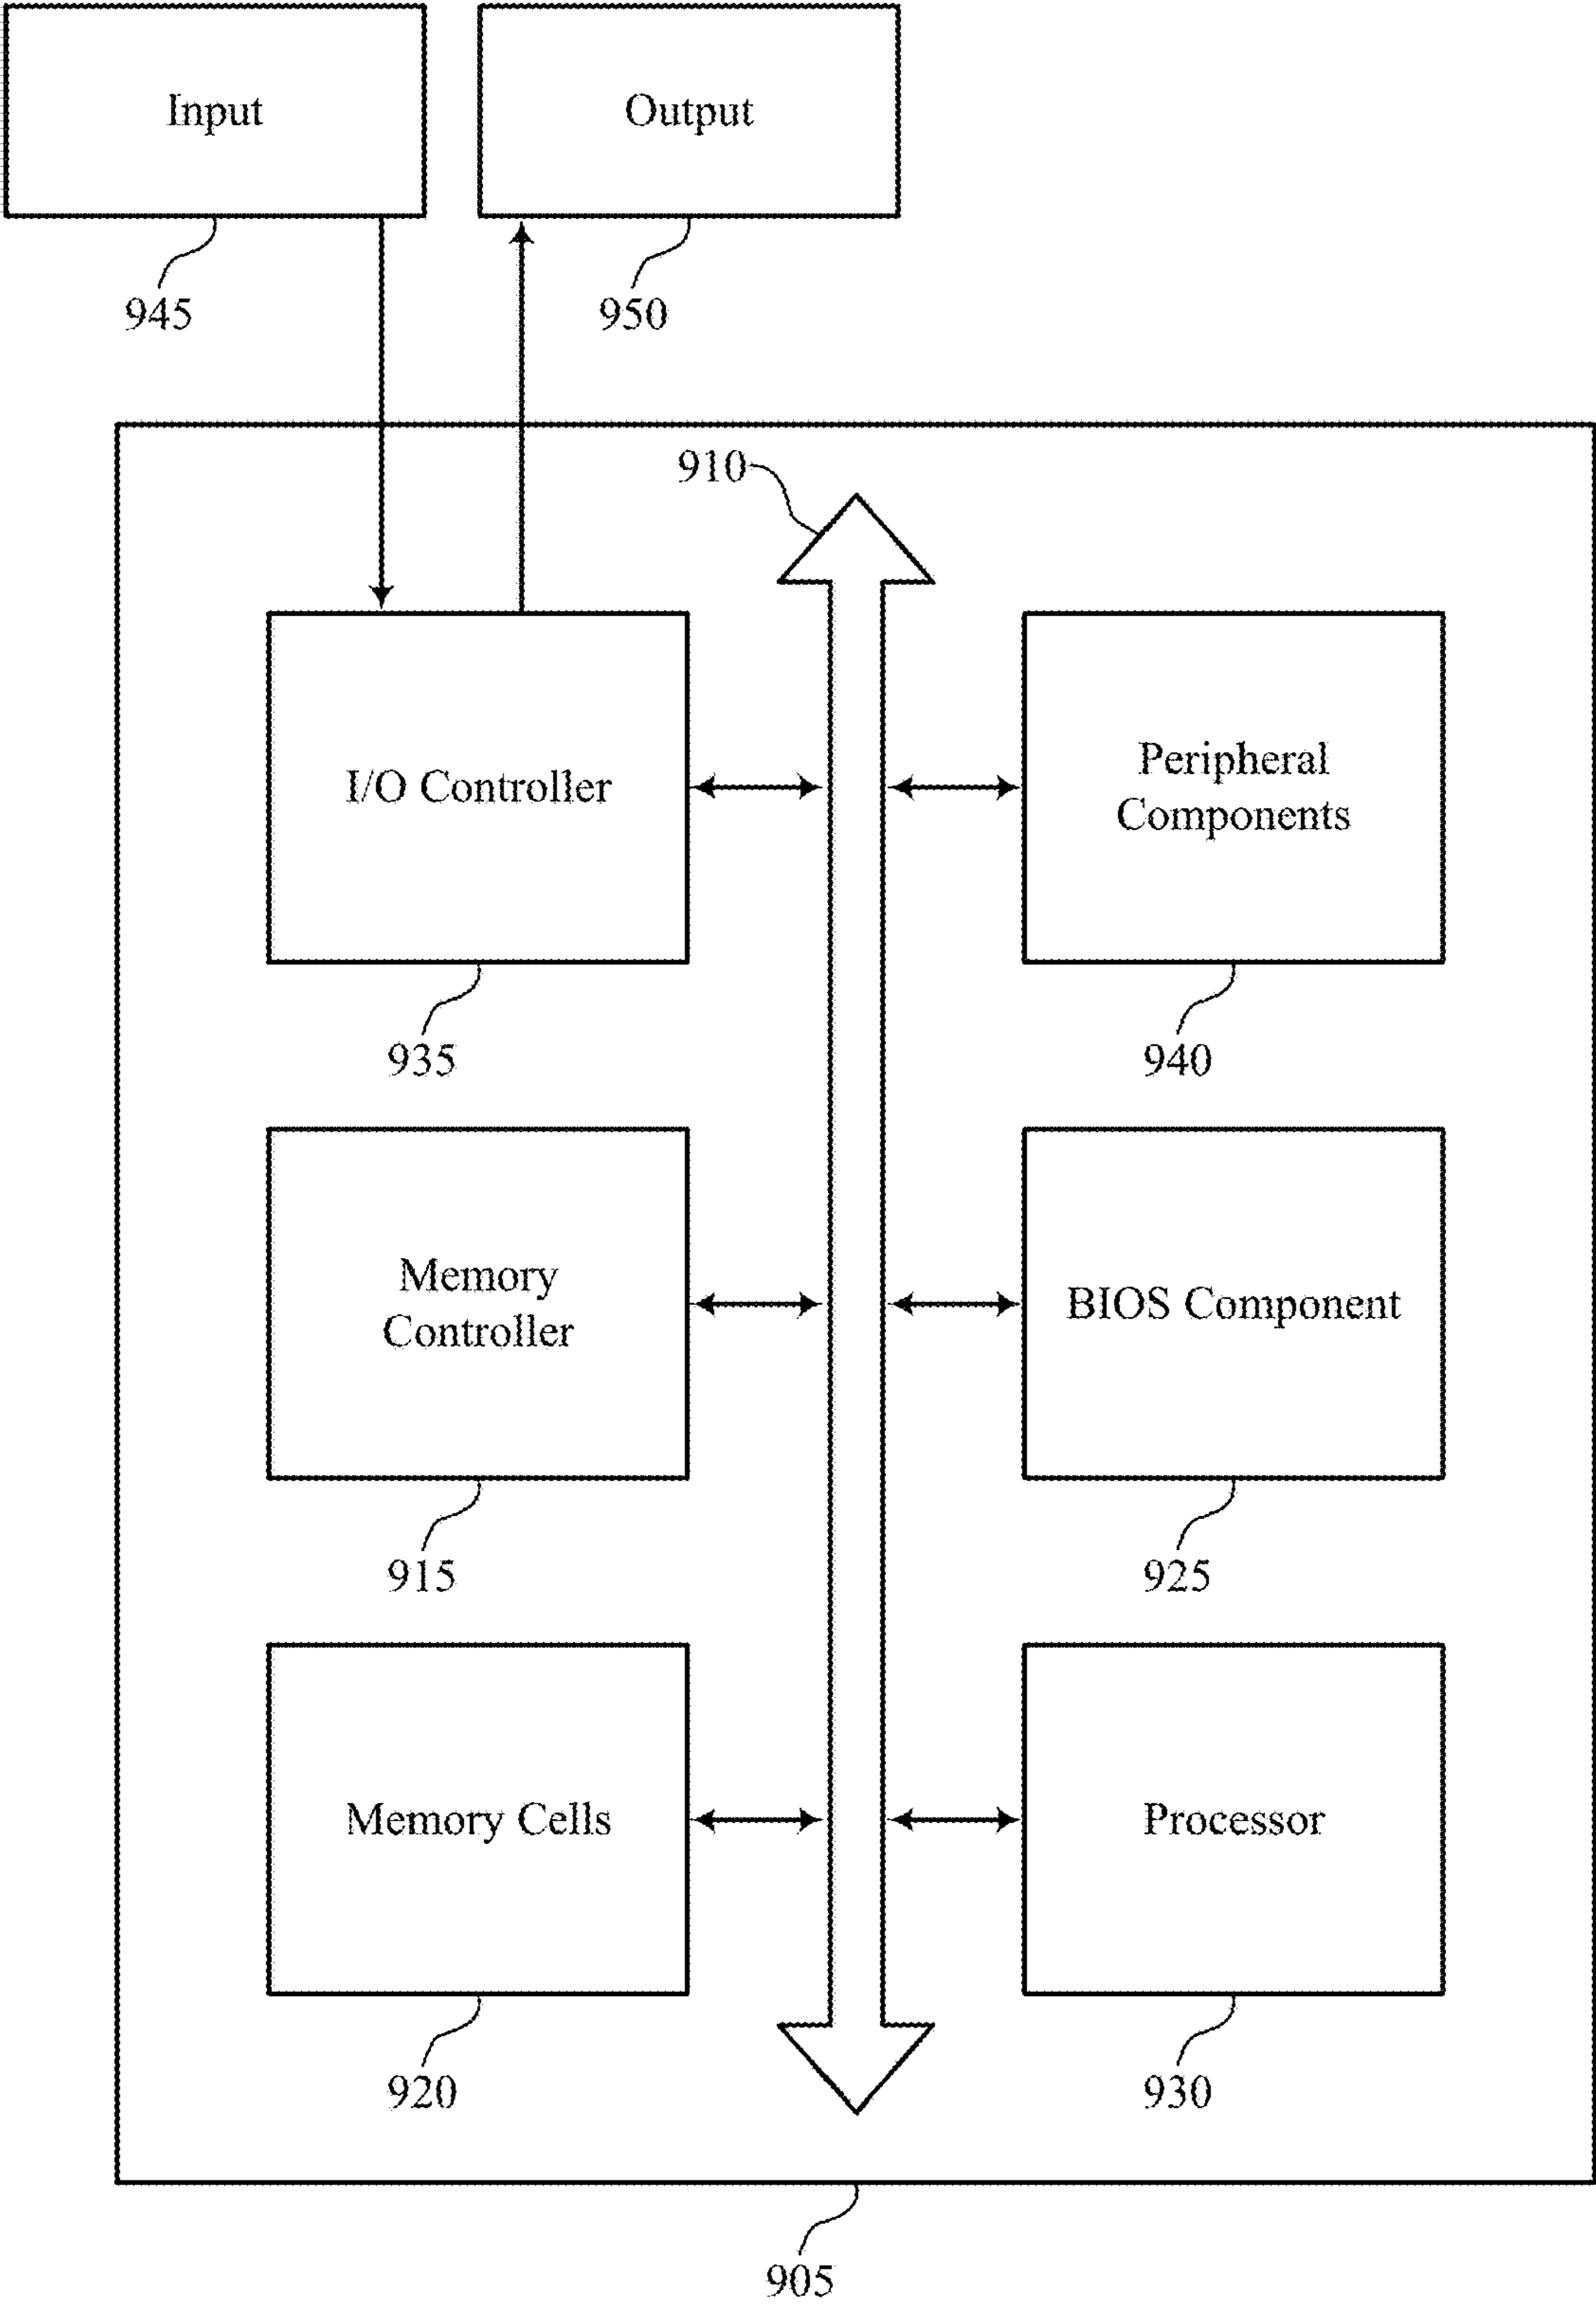 Input
Output
945
950
910
I/O Controller
Peripheral
Components
935
940
Memory
Controller
BIOS Component
915
925
Memory Cells
Processor
920
930
905